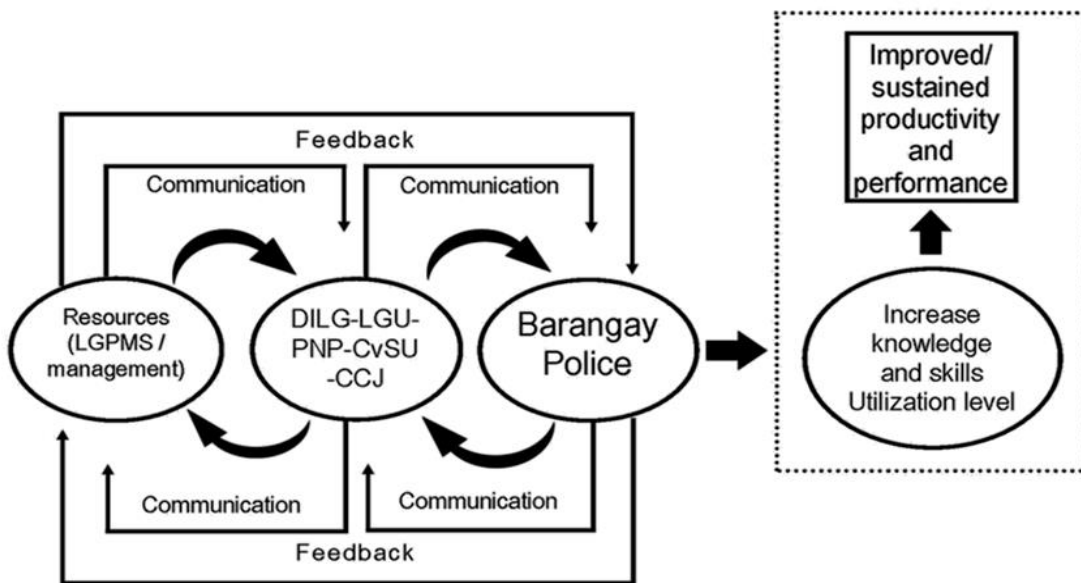 Feedback
Communication
Communication
Resources
(LGPMS /
management)
DILG-LGU-
PNP-CvSU
-CCJ
Barangay
Police
Communication
Communication
Feedback
Improved/
sustained
productivity
and
performance
Increase
knowledge
and skills
Utilization level